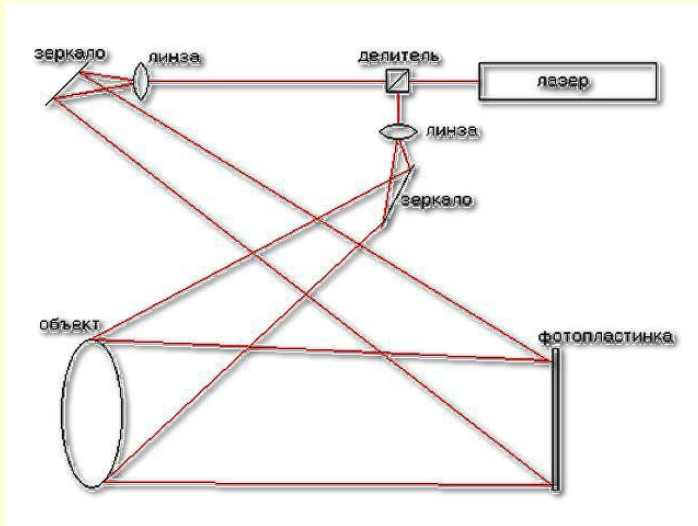 зеркало
линза
делитель
лазер
линза
зеркало
объект
фотопластинка